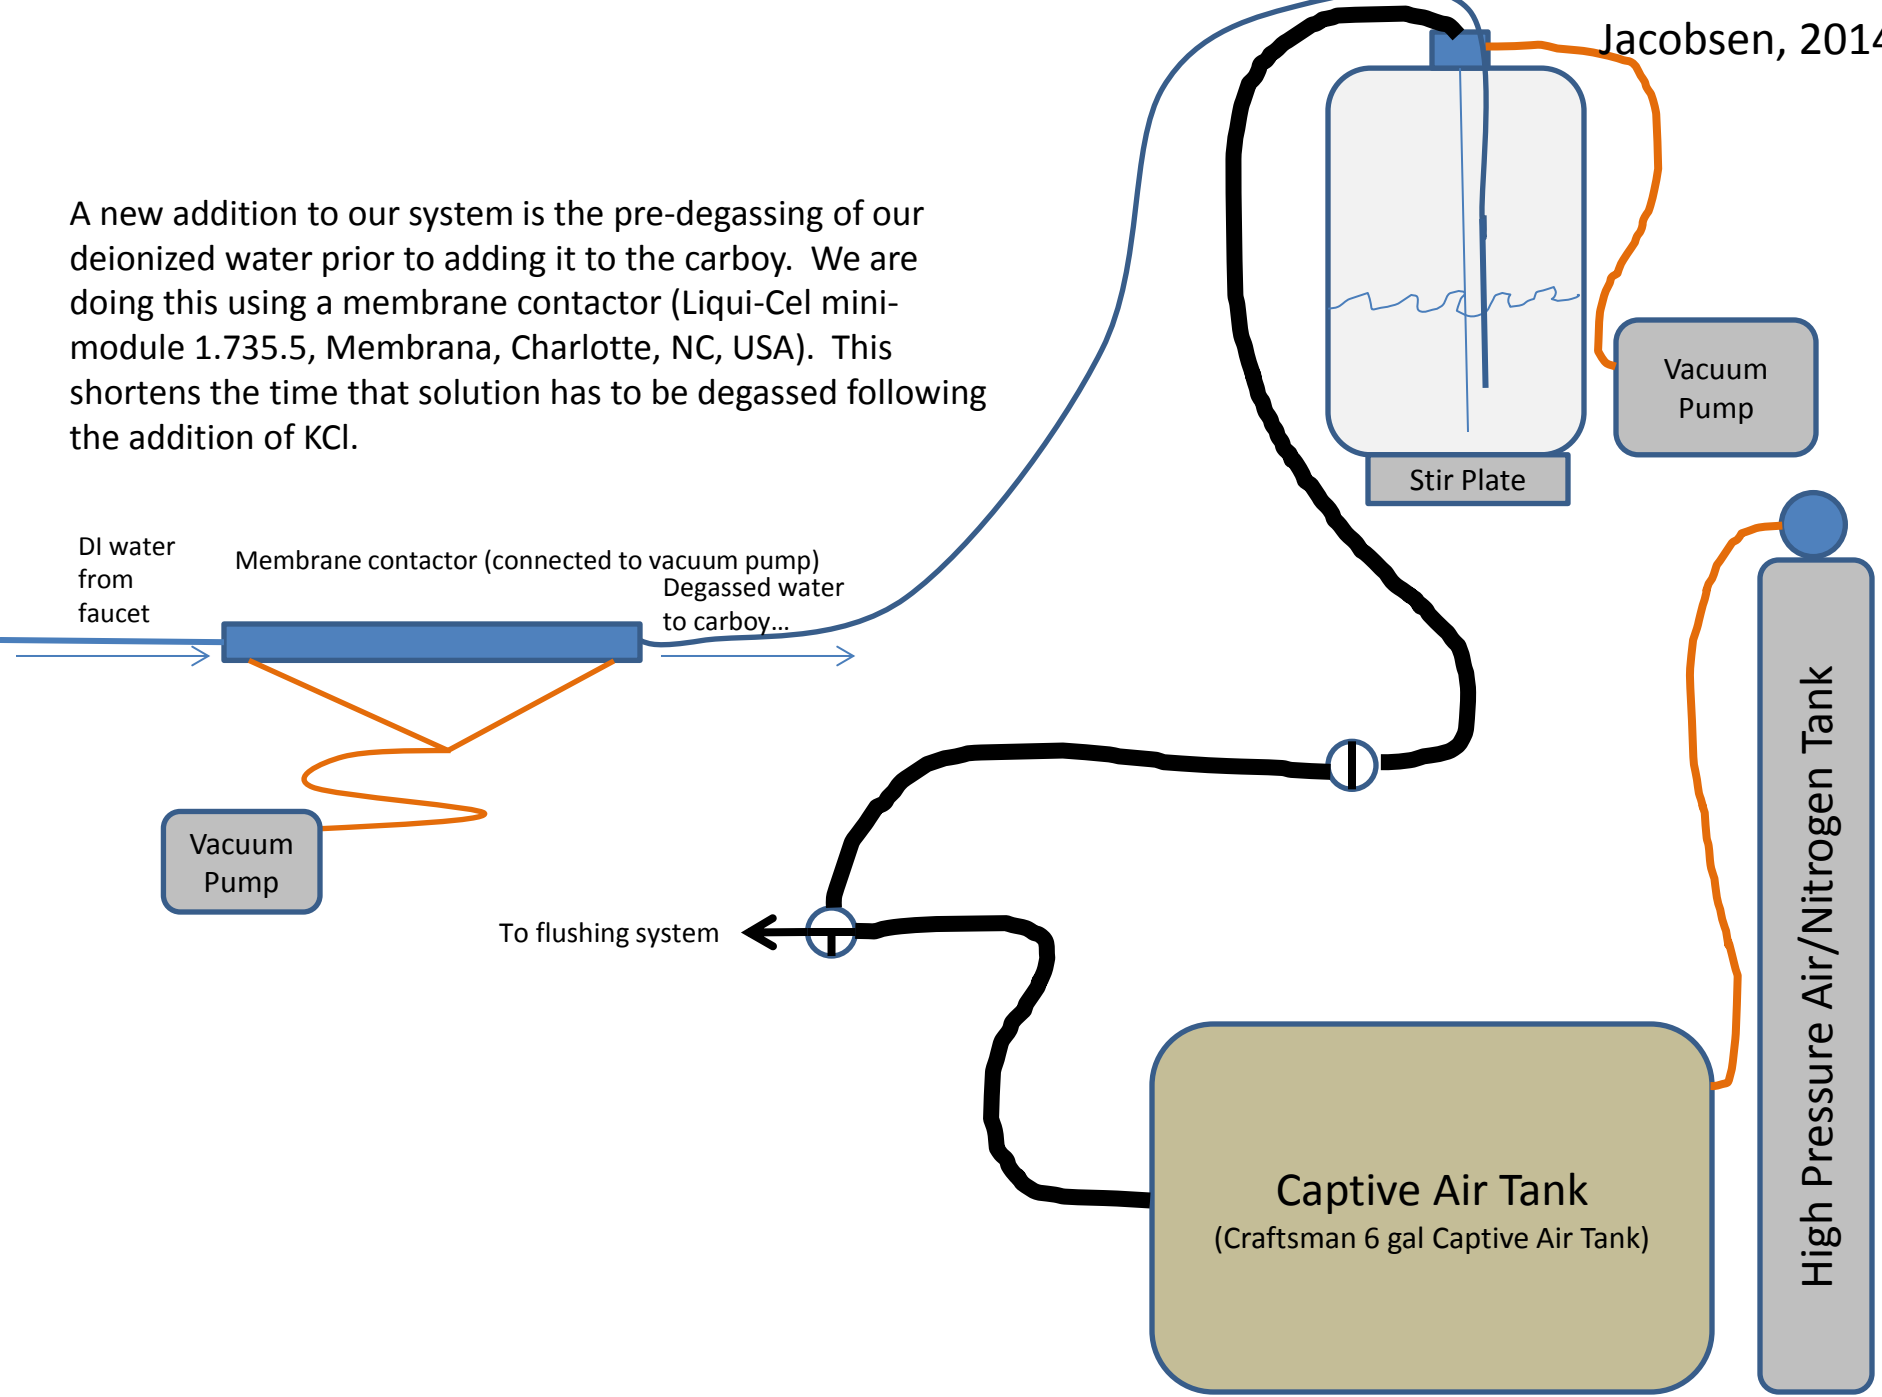 Jacobsen, 2014
A new addition to our system is the pre-degassing of our
deionized water prior to adding it to the carboy.  We are
doing this using a membrane contactor (Liqui-Cel mini-
module 1.735.5, Membrana, Charlotte, NC, USA).  This
shortens the time that solution has to be degassed following
the addition of KCl.
Vacuum
Pump
Stir Plate
DI water
from
faucet
Membrane contactor (connected to vacuum pump)
Degassed water
to carboy...
Vacuum
Pump
To flushing system
High Pressure Air/Nitrogen Tank
Captive Air Tank
(Craftsman 6 gal Captive Air Tank)